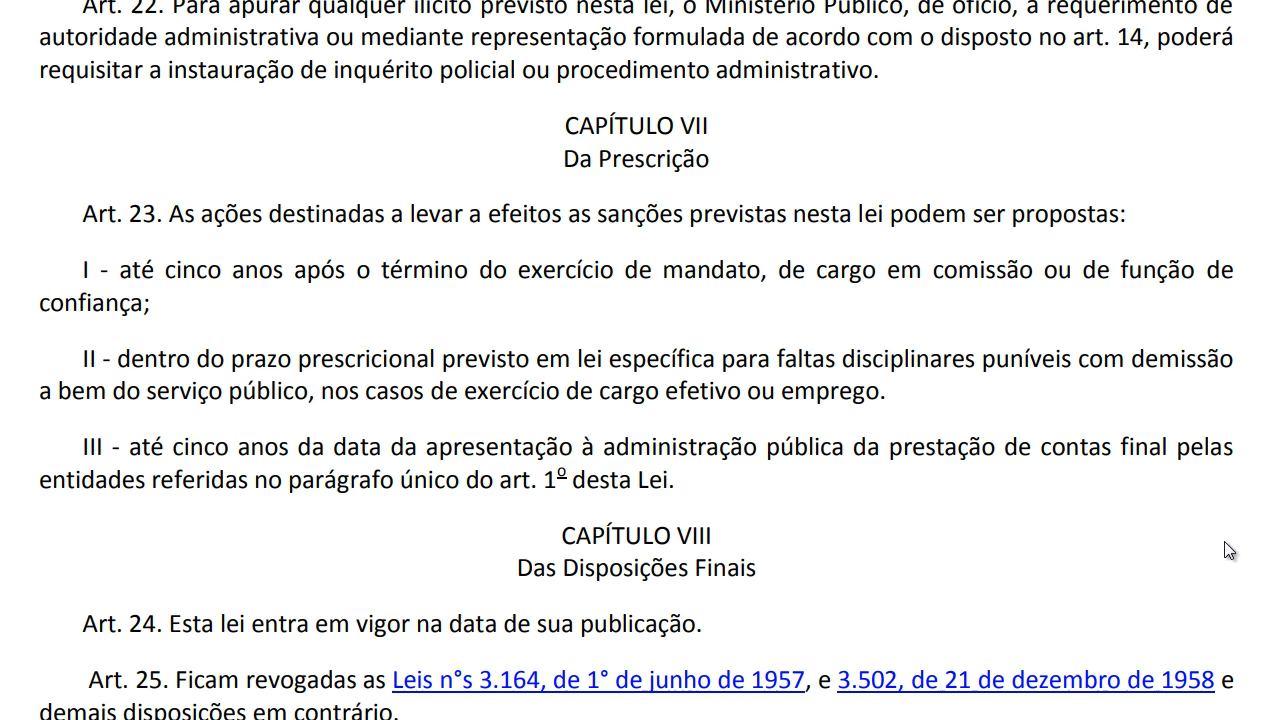 Art. 22. Para apurar qualquer ilícito previsto nesta lei, o Ministério Público, de ofício, a requerimento de
autoridade administrativa ou mediante representação formulada de acordo com o disposto no art. 14, poderá
requisitar a instauração de inquérito policial ou procedimento administrativo.
CAPÍTULO VII
Da Prescrição
Art. 23. As ações destinadas a levar a efeitos as sanções previstas nesta lei podem ser propostas:
I - até cinco anos após o término do exercício de mandato, de cargo em comissão ou de função de
confiança;
II - dentro do prazo prescricional previsto em lei específica para faltas disciplinares puníveis com demissão
a bem do serviço público, nos casos de exercício de cargo efetivo ou emprego.
III - até cinco anos da data da apresentação à administração pública da prestação de contas final pelas
entidades referidas no parágrafo único do art. 1º desta Lei.
CAPÍTULO VIII
Das Disposições Finais
Art. 24. Esta lei entra em vigor na data de sua publicação.
Art. 25. Ficam revogadas as Leis n°s 3.164, de 1° de junho de 1957, e 3.502, de 21 de dezembro de 1958 e
demais disposições em contrário.